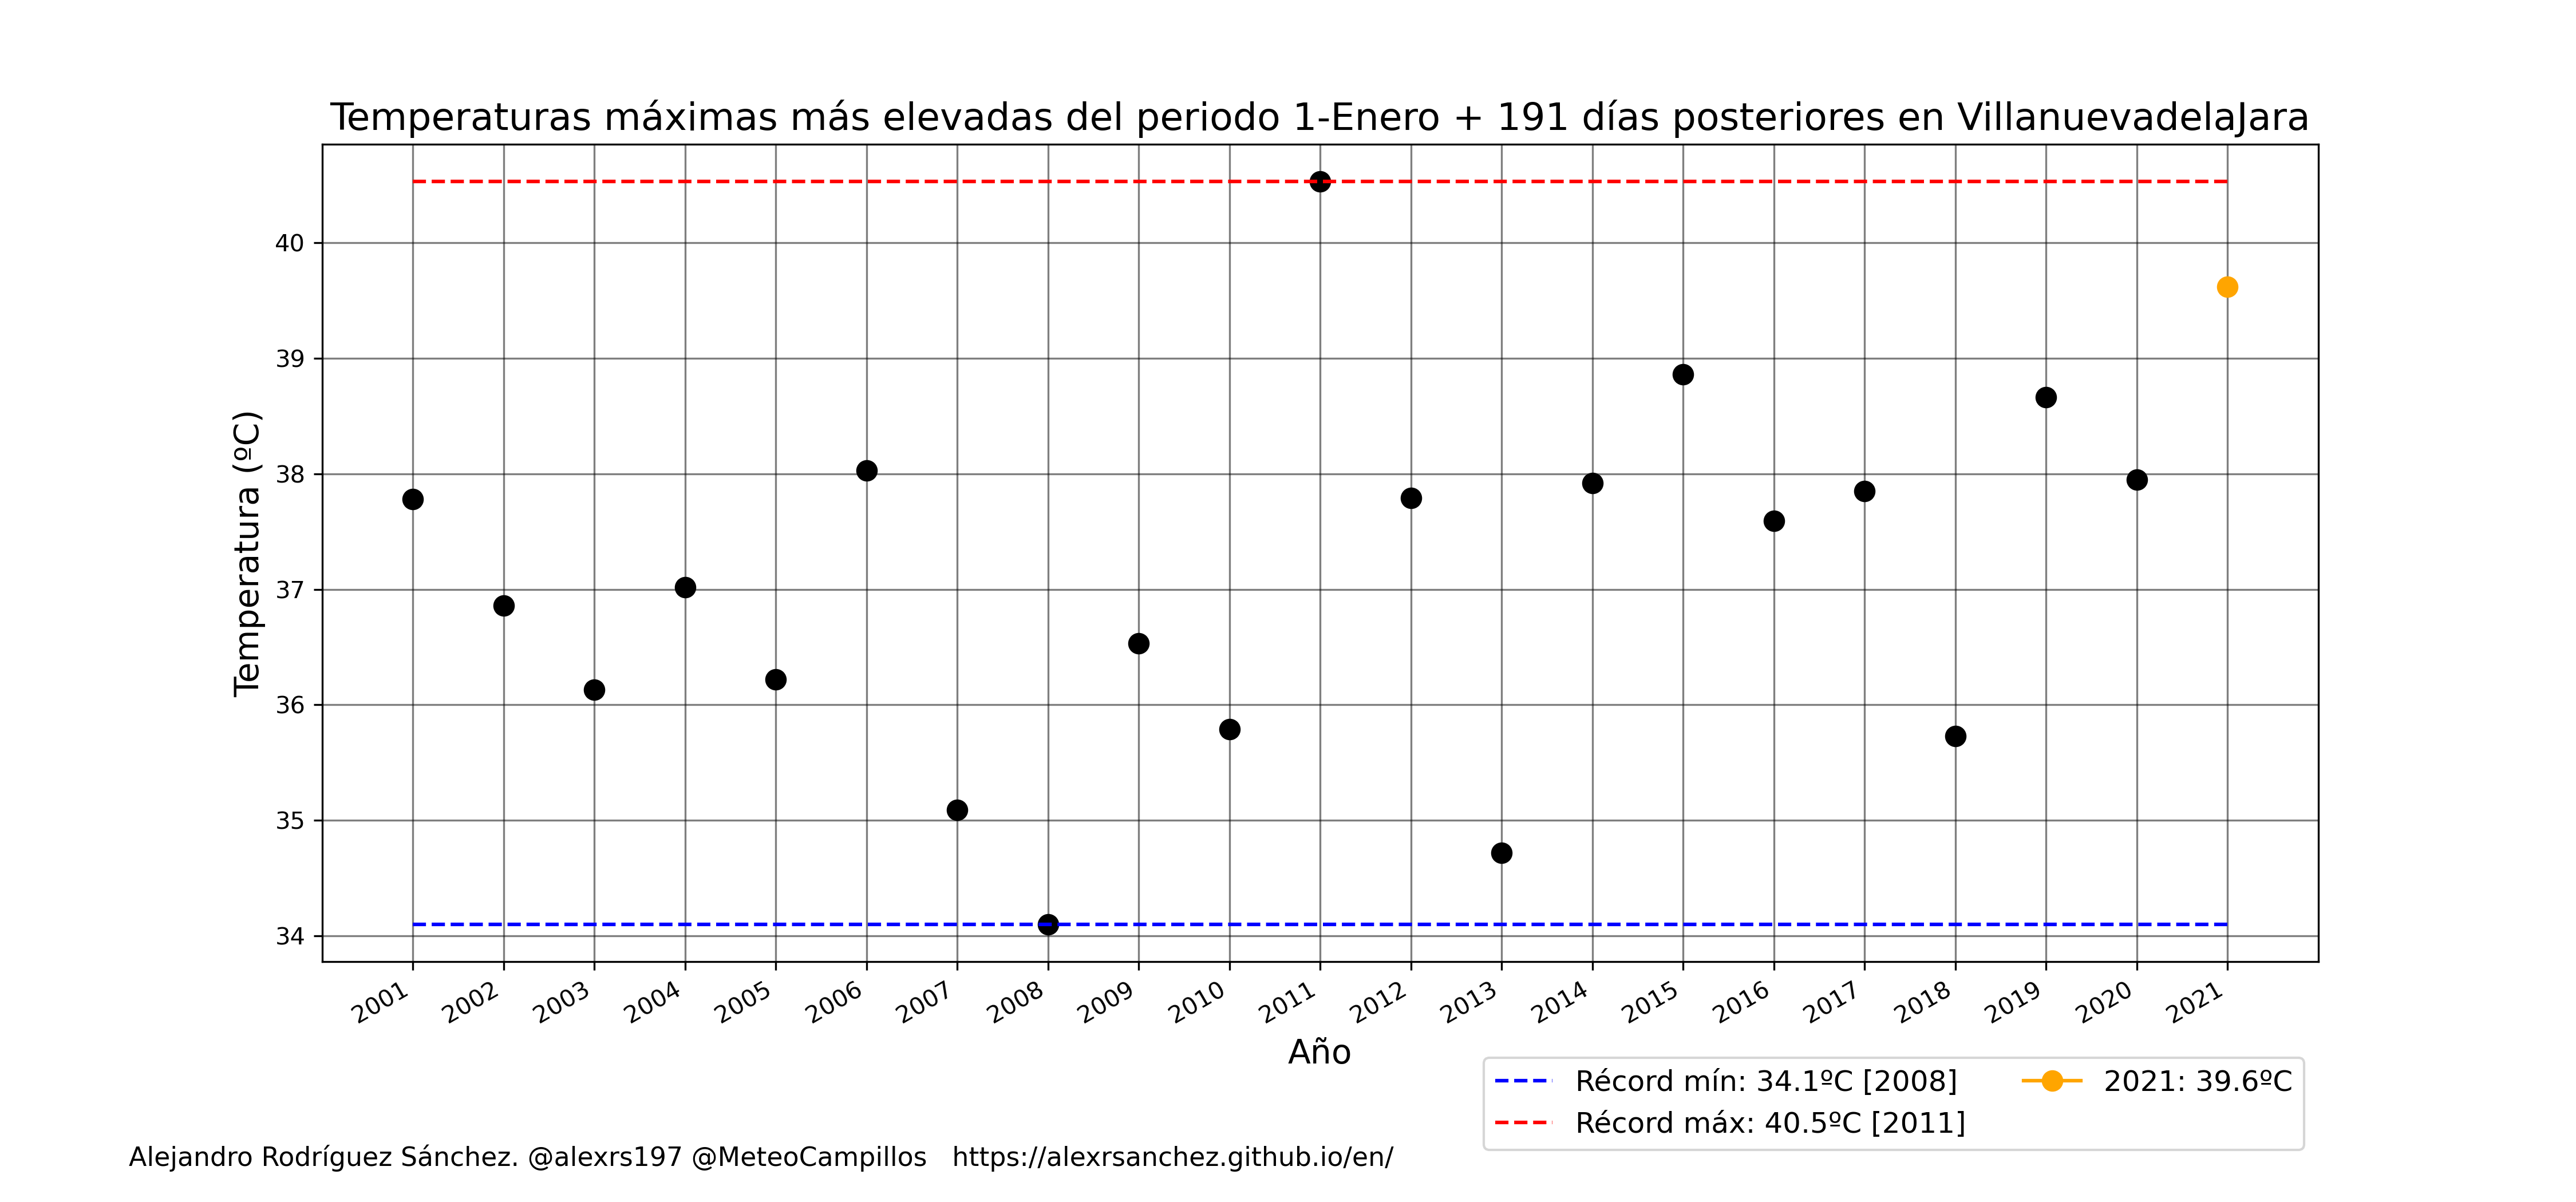 Temperaturas máximas más elevadas del periodo 1-Enero + 191 días posteriores en VillanuevadelaJara
Temperatura (ºC)
40
39
38
37
36
35
34
2001 2002 2003 2004 2005 2006 2007 2008 2009 2010 2011 2012 2013 2014 2015 2016 2017 2018 2019 2020 2021
Año
Récord mín: 34.1ºC [2008]
Récord máx: 40.5ºC [2011]
2021: 39.6ºC
Alejandro Rodríguez Sánchez. @alexrs197 @MeteoCampillos https://alexrsanchez.github.io/en/